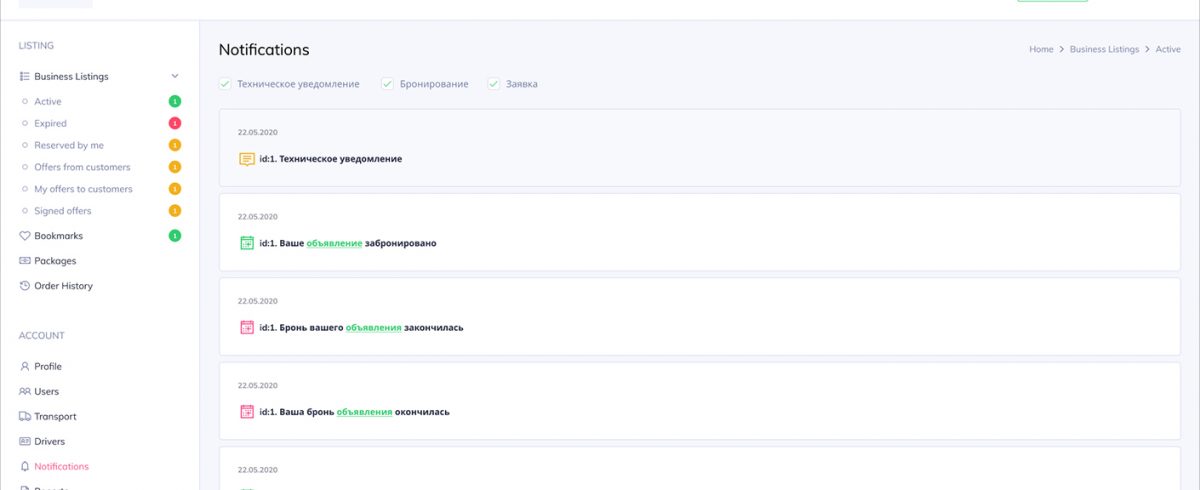 LISTING
Business Listings
Active 1
Expired 1
Reserved by me 1
Offers from customers 1
My offers to customers 1
Signed offers 1
Bookmarks 1
Packages
Order History
ACCOUNT
Profile
Users
Transport
Drivers
Notifications
Notifications
Home > Business Listings > Active
Техническое уведомление Бронирование Заявка
22.05.2020
id:1. Техническое уведомление
22.05.2020
id:1. Ваше объявление забронировано
22.05.2020
id:1. Бронь вашего объявления закончилась
22.05.2020
id:1. Ваша бронь объявления окончилась
22.05.2020